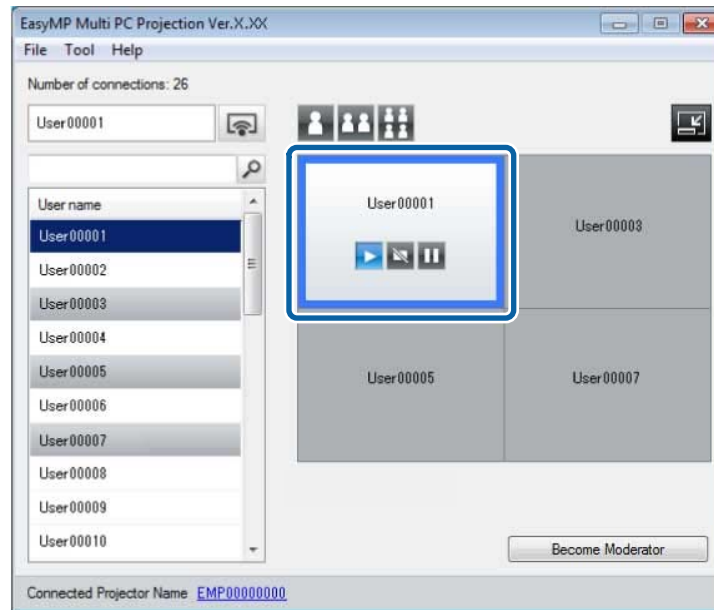 EasyMP Multi PC Projection Ver.X.XX
File Tool Help
Number of connections: 26
User00001
User name
User00001
User00002
User00003
User00004
User00005
User00006
User00007
User00008
User00009
User00010
User00001
User00003
User00005
User00007
Become Moderator
Connected Projector Name EMP00000000